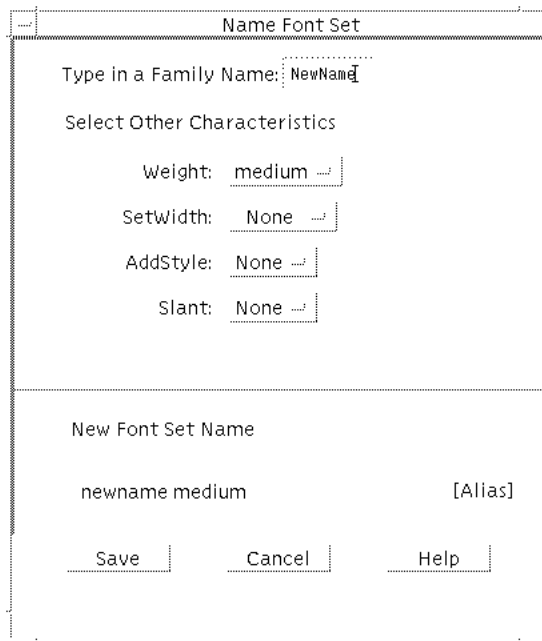 Name Font Set
Type in a Family Name: NewName
Select Other Characteristics
Weight: medium
SetWidth: None
AddStyle: None
Slant: None
New Font Set Name
newname medium [Alias]
Save Cancel Help